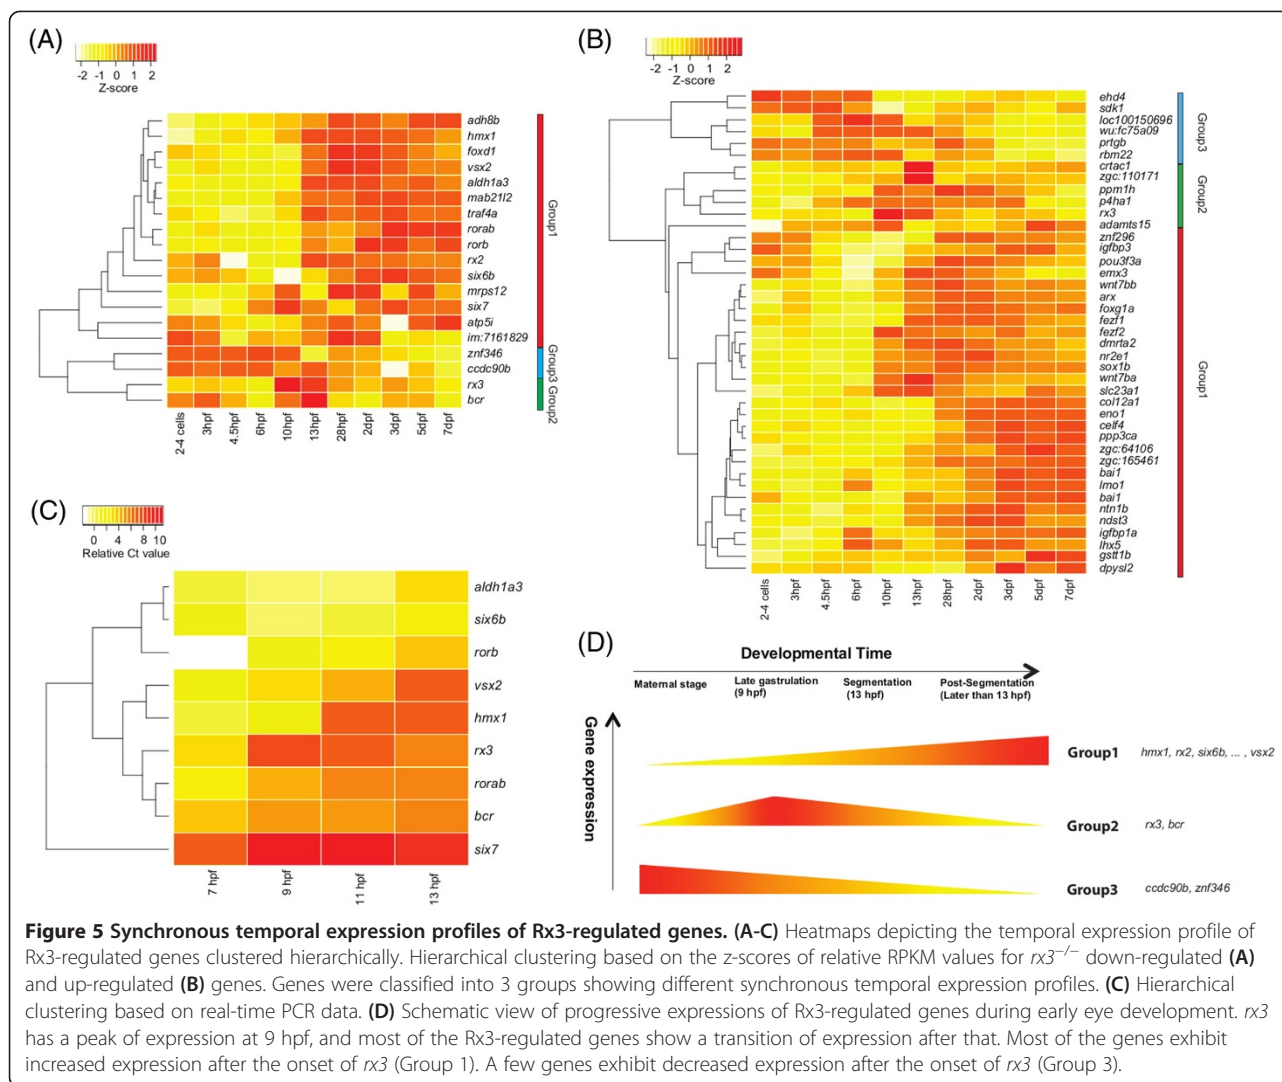 (A)
-2 -1 0 1 2
Z-score
adh8b
hmx1
foxd1
vsx2
aldh1a3
mab21l2
traf4a
rorab
rorb
rx2
six6b
mrps12
six7
atp5i
im:7161829
znf346
ccdc90b
rx3
bcr
Group1
Group3
Group2
2-4 cells
3hpf
4.5hpf
6hpf
10hpf
13hpf
28hpf
2dpf
3dpf
5dpf
7dpf
(B)
-2 -1 0 1 2
Z-score
ehd4
sdk1
loc100150696
wu:fc75a09
prtgb
rbm22
crtac1
zgc:110171
ppm1h
p4ha1
rx3
adamts15
znf296
igfbp3
pou3f3a
emx3
wnt7bb
arx
foxg1a
fezf1
fezf2
dmrta2
nr2e1
sox1b
wnt7ba
slc23a1
col12a1
eno1
celf4
ppp3ca
zgc:64106
zgc:165461
bai1
lmo1
bai1
ntn1b
ndst3
igfbp1a
lhx5
gstt1b
dpysl2
Group3
Group2
Group1
2-4 cells
3hpf
4.5hpf
6hpf
10hpf
13hpf
28hpf
2dpf
3dpf
5dpf
7dpf
(C)
0 2 4 6 8 10
Relative Ct value
aldh1a3
six6b
rorb
vsx2
hmx1
rx3
rorab
bcr
six7
7 hpf
9 hpf
11 hpf
13 hpf
(D)
Developmental Time
Maternal stage
Late gastrulation
(9 hpf)
Segmentation
(13 hpf)
Post-Segmentation
(Later than 13 hpf)
Gene expression
Group1 hmx1, rx2, six6b, ... , vsx2
Group2 rx3, bcr
Group3 ccdc90b, znf346
Figure 5 Synchronous temporal expression profiles of Rx3-regulated genes. (A-C) Heatmaps depicting the temporal expression profile of
Rx3-regulated genes clustered hierarchically. Hierarchical clustering based on the z-scores of relative RPKM values for rx3−/− down-regulated (A)
and up-regulated (B) genes. Genes were classified into 3 groups showing different synchronous temporal expression profiles. (C) Hierarchical
clustering based on real-time PCR data. (D) Schematic view of progressive expressions of Rx3-regulated genes during early eye development. rx3
has a peak of expression at 9 hpf, and most of the Rx3-regulated genes show a transition of expression after that. Most of the genes exhibit
increased expression after the onset of rx3 (Group 1). A few genes exhibit decreased expression after the onset of rx3 (Group 3).